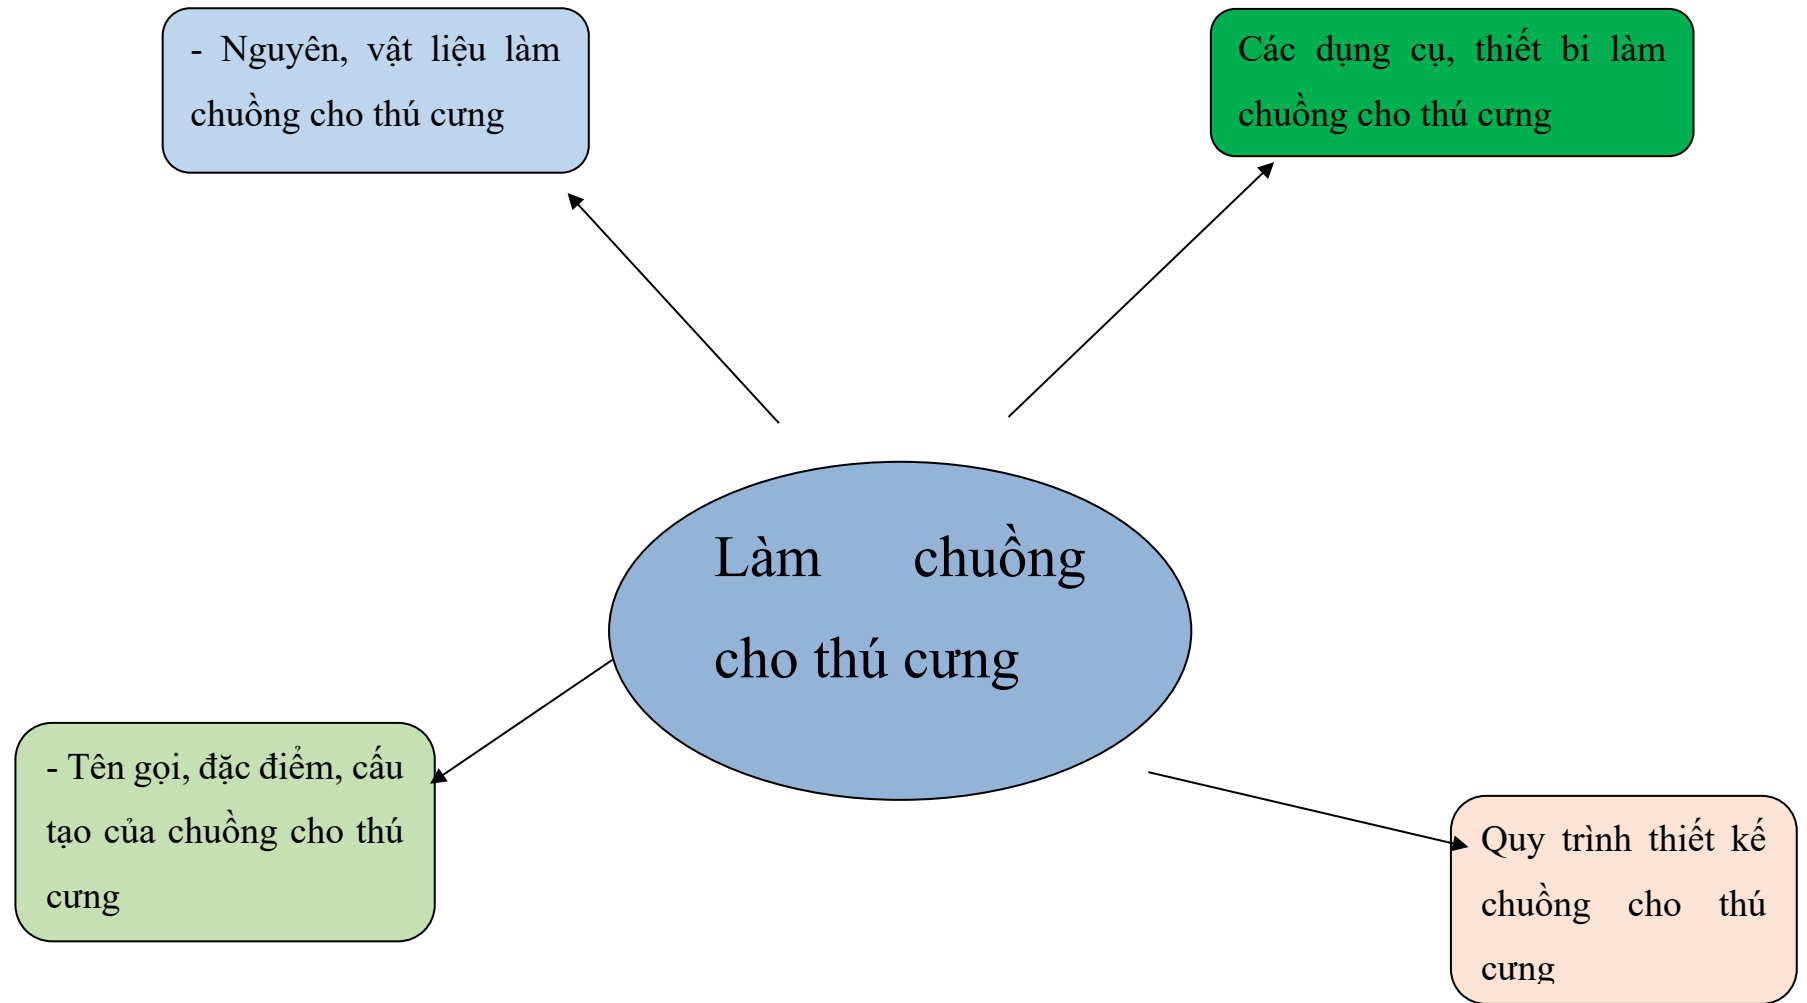 - Nguyên, vật liệu làm
chuồng cho thú cưng
Các dụng cụ, thiết bi làm
chuồng cho thú cưng
Làm chuồng
cho thú cưng
- Tên gọi, đặc điểm, cấu
tạo của chuồng cho thú
cưng
Quy trình thiết kế
chuồng cho thú
cưng